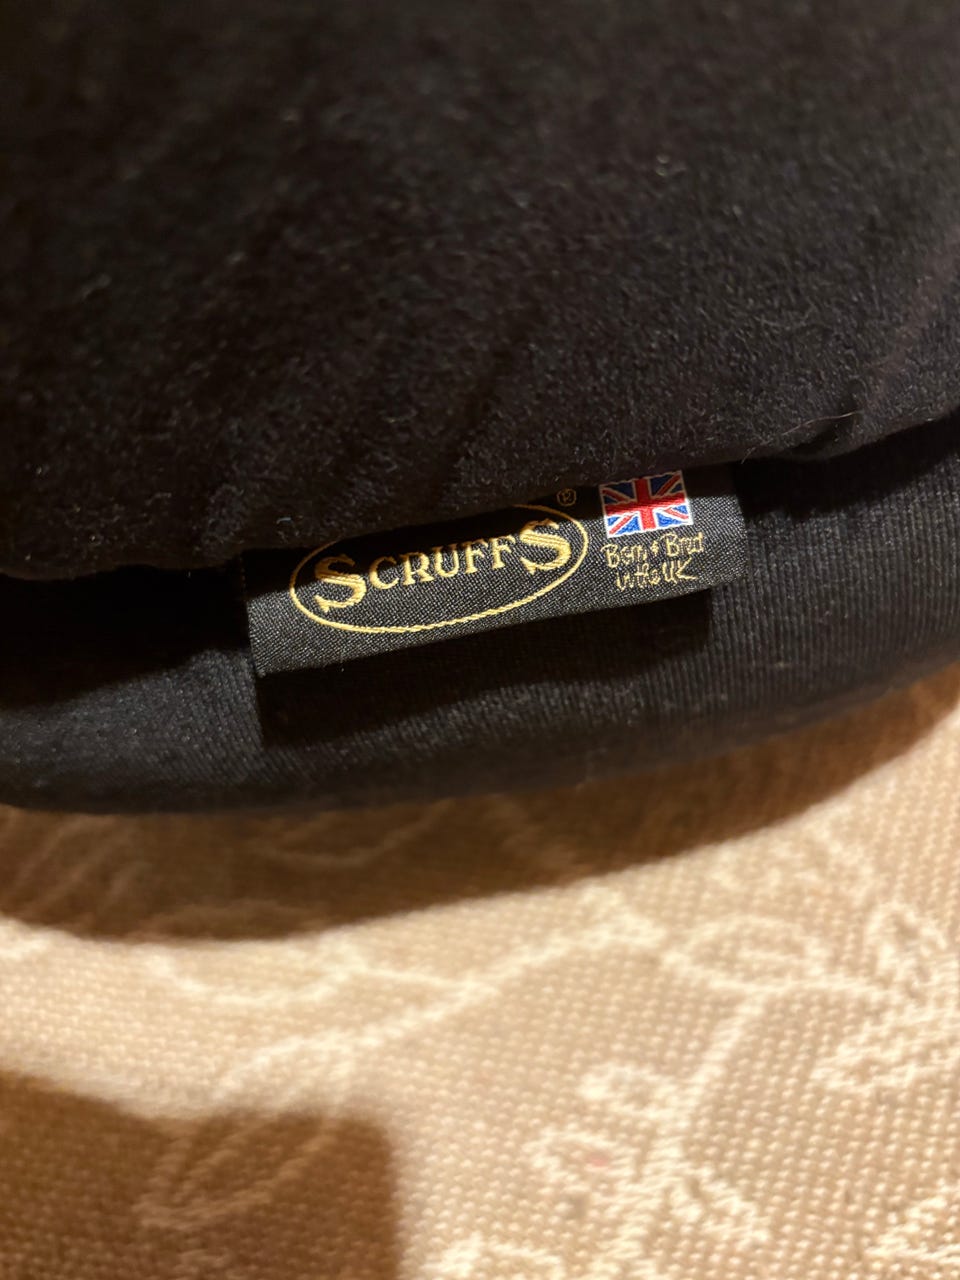 SCRUFFS ®
Born & Bred
in the UK